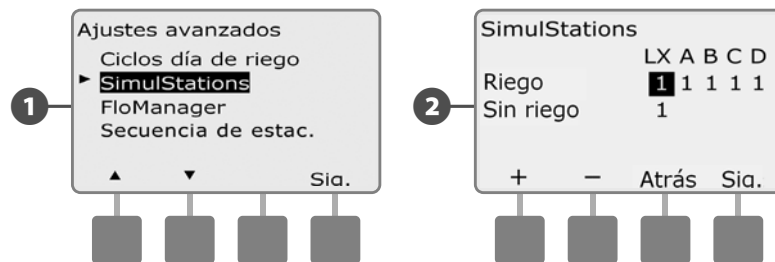 Ajustes avanzados
Ciclos día de riego
► SimulStations
FloManager
Secuencia de estac.
▲ ▼ Sig.
1
SimulStations
LX A B C D
Riego 1 1 1 1 1
Sin riego 1
+ − Atrás Sig.
2